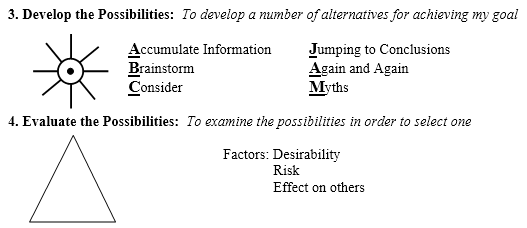 3. Develop the Possibilities: To develop a number of alternatives for achieving my goal
Accumulate Information Jumping to Conclusions
Brainstorm Again and Again
Consider Myths
4. Evaluate the Possibilities: To examine the possibilities in order to select one
Factors: Desirability
Risk
Effect on others